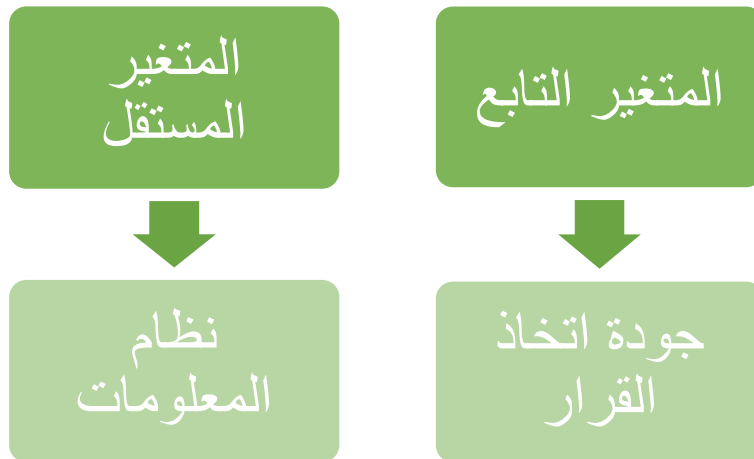 المتغير التابع
جودة اتخاذ
القرار
المتغير
المستقل
نظام
المعلومات